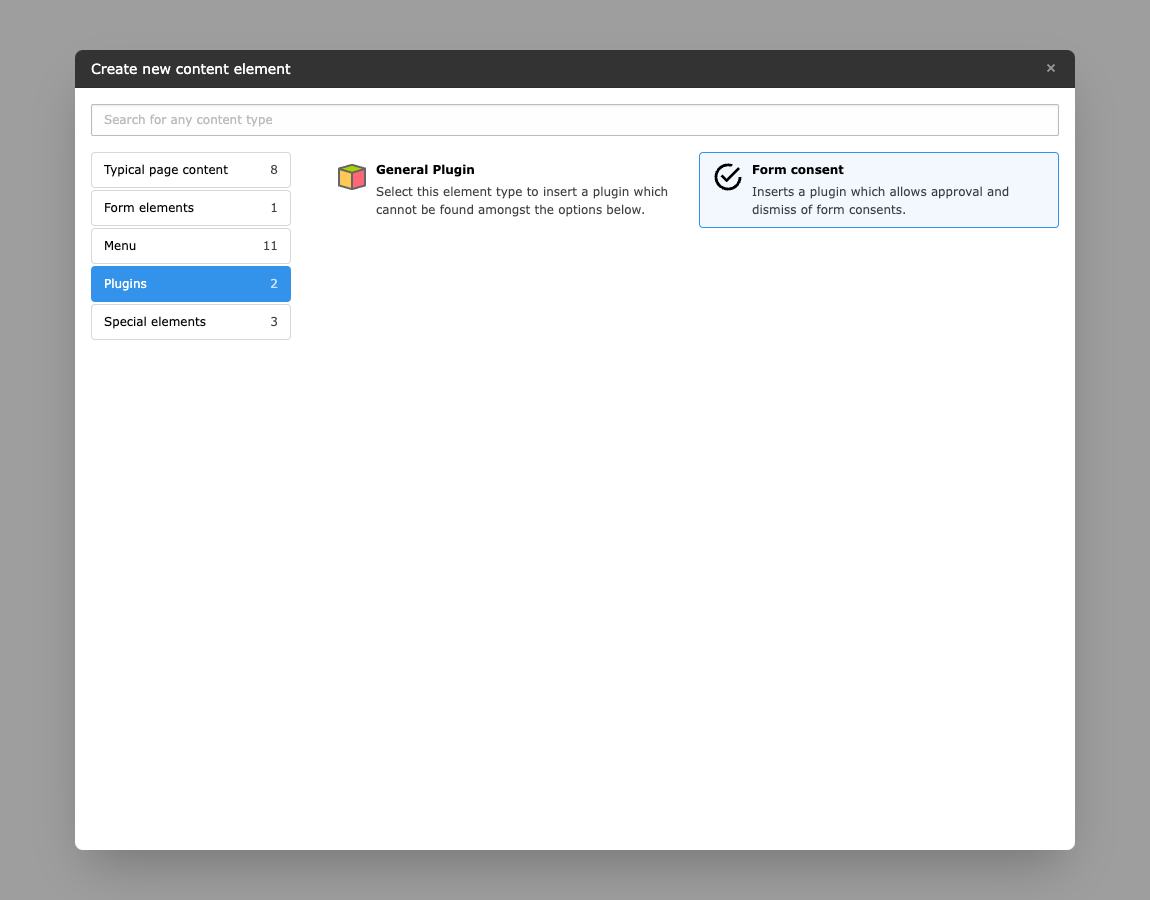 Create new content element
×
Search for any content type
Typical page content 8
Form elements 1
Menu 11
Plugins 2
Special elements 3
General Plugin
Select this element type to insert a plugin which
cannot be found amongst the options below.
Form consent
Inserts a plugin which allows approval and
dismiss of form consents.